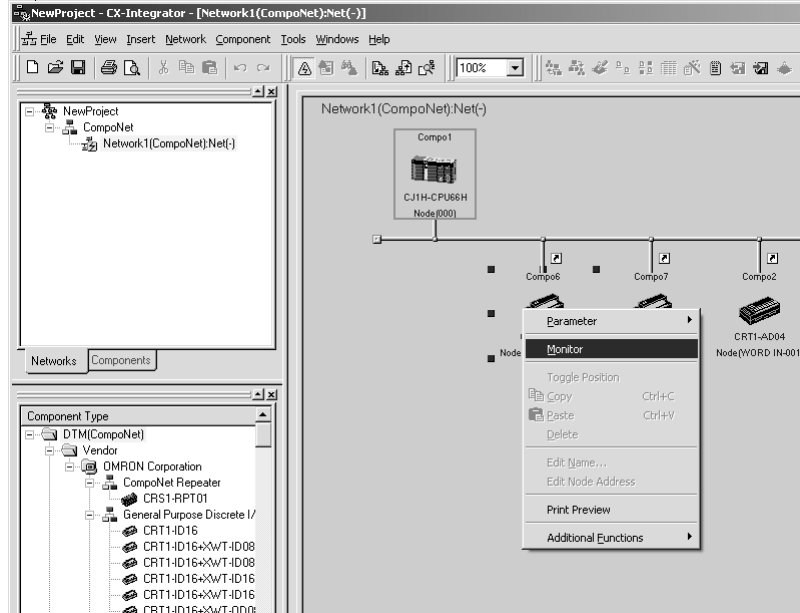 NewProject - CX-Integrator - [Network1(CompoNet):Net(-)]
File Edit View Insert Network Component Tools Windows Help
100%
NewProject
CompoNet
Network1(CompoNet):Net(-)
Networks Components
Component Type
DTM(CompoNet)
Vendor
OMRON Corporation
CompoNet Repeater
CRS1-RPT01
General Purpose Discrete I/
CRT1-ID16
CRT1-ID16+XWT-ID08
CRT1-ID16+XWT-ID08
CRT1-ID16+XWT-ID16
CRT1-ID16+XWT-ID16
Network1(CompoNet):Net(-)
Compo1
CJ1H-CPU66H
Node(000)
Compo6
Compo7
Compo2
CRT1-AD04
Node
Node(WORD IN-001
Parameter
Monitor
Toggle Position
Copy Ctrl+C
Paste Ctrl+V
Delete
Edit Name...
Edit Node Address
Print Preview
Additional Functions